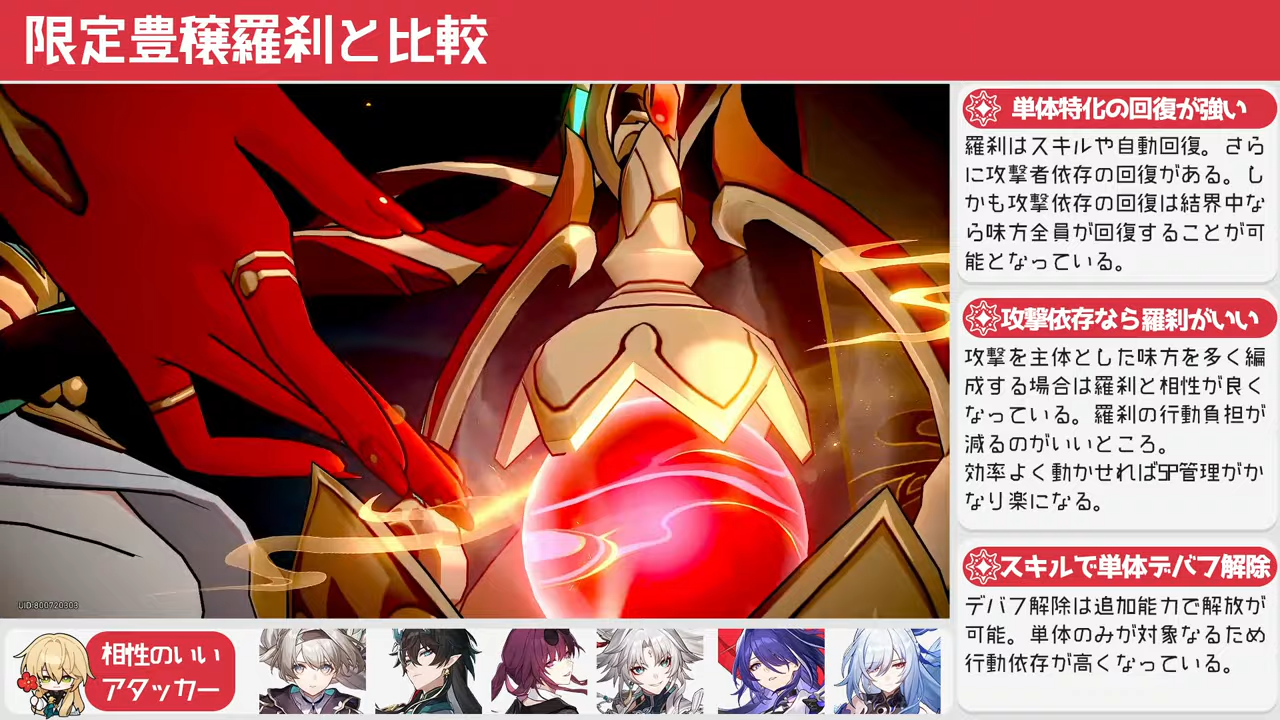 限定豊穣羅刹と比較
単体特化の回復が強い
羅刹はスキルや自動回復。さら
に攻撃者依存の回復がある。し
かも攻撃依存の回復は結界中な
ら味方全員が回復することが可
能となっている。
攻撃依存なら羅刹がいい
攻撃を主体とした味方を多く編
成する場合は羅刹と相性が良く
なっている。羅刹の行動負担が
減るのがいいところ。
効率よく動かせればSP管理がか
なり楽になる。
スキルで単体デバフ解除
デバフ解除は追加能力で解放が
可能。単体のみが対象なるため
行動依存が高くなっている。
UID:800720303
相性のいい
アタッカー